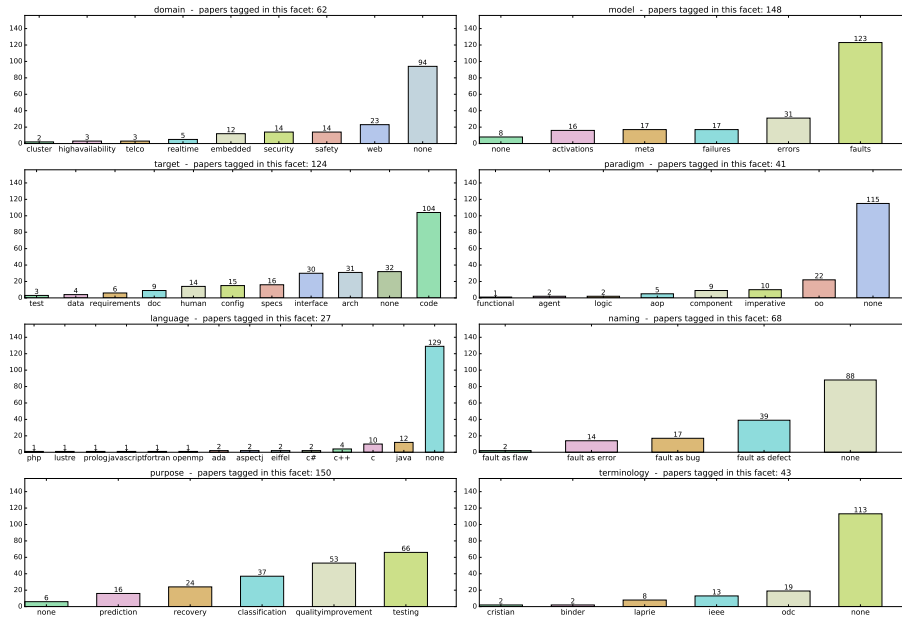 domain - papers tagged in this facet: 62
140
120
100
80
60
40
20
0
2 3 3 5 12 14 14 23 94
cluster highavailability telco realtime embedded security safety web none
model - papers tagged in this facet: 148
140
120
100
80
60
40
20
0
8 16 17 17 31 123
none activations meta failures errors faults
target - papers tagged in this facet: 124
140
120
100
80
60
40
20
0
3 4 6 9 14 15 16 30 31 32 104
test data requirements doc human config specs interface arch none code
paradigm - papers tagged in this facet: 41
140
120
100
80
60
40
20
0
1 2 2 5 9 10 22 115
functional agent logic aop component imperative oo none
language - papers tagged in this facet: 27
140
120
100
80
60
40
20
0
1 1 1 1 1 1 2 2 2 2 4 10 12 129
php lustre prolog javascript fortran openmp ada aspectj eiffel c# c++ c java none
naming - papers tagged in this facet: 68
140
120
100
80
60
40
20
0
2 14 17 39 88
fault as flaw fault as error fault as bug fault as defect none
purpose - papers tagged in this facet: 150
140
120
100
80
60
40
20
0
6 16 24 37 53 66
none prediction recovery classification qualityimprovement testing
terminology - papers tagged in this facet: 43
140
120
100
80
60
40
20
0
2 2 8 13 19 113
cristian binder laprie ieee odc none